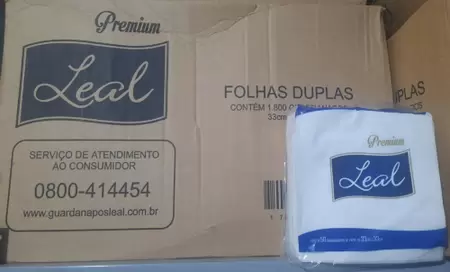 Premium
Leal
SERVIÇO DE ATENDIMENTO
AO CONSUMIDOR
0800-414454
www.guardanaposleal.com.br
FOLHAS DUPLAS
CONTÉM 1.800
33cm
UPLAS
Premium
Leal